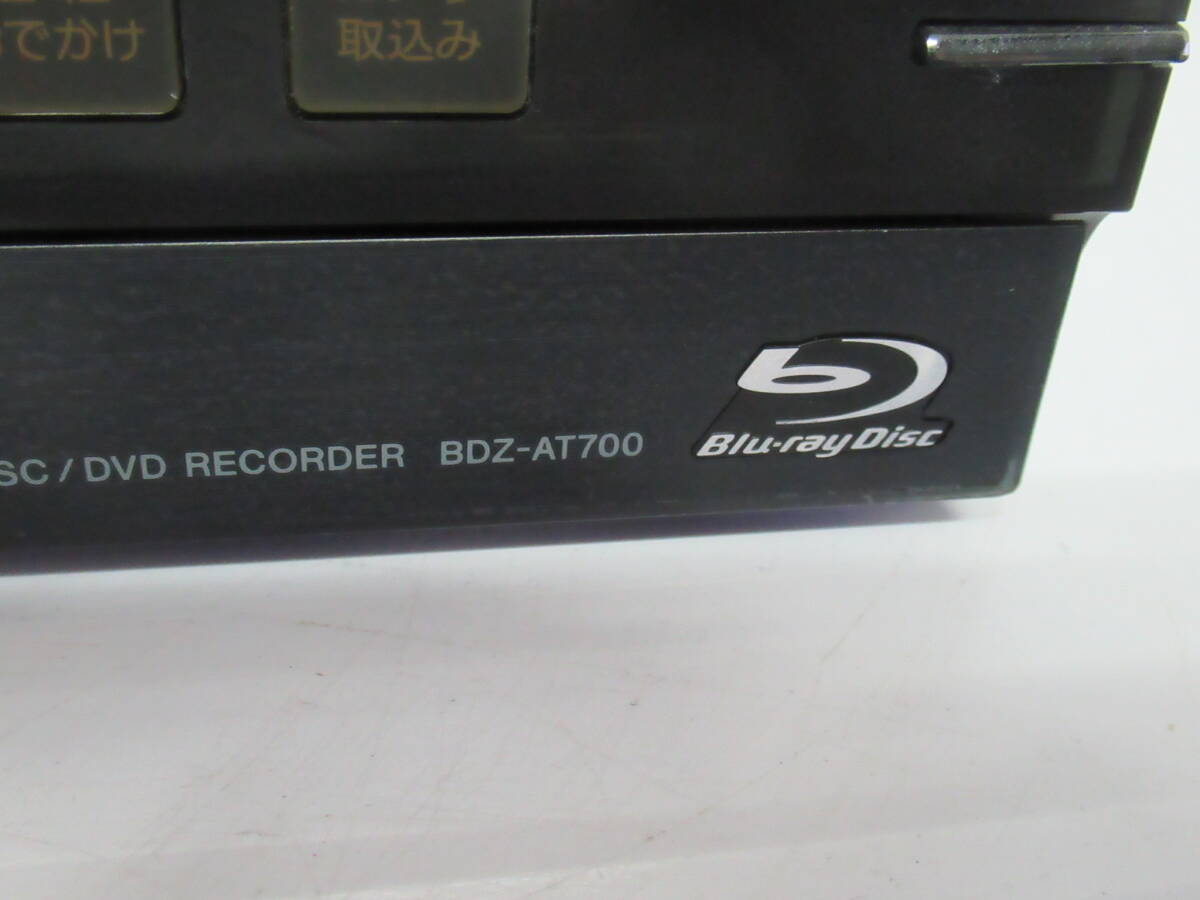 でかけ
取込み
SC / DVD RECORDER BDZ-AT700
Blu-ray Disc